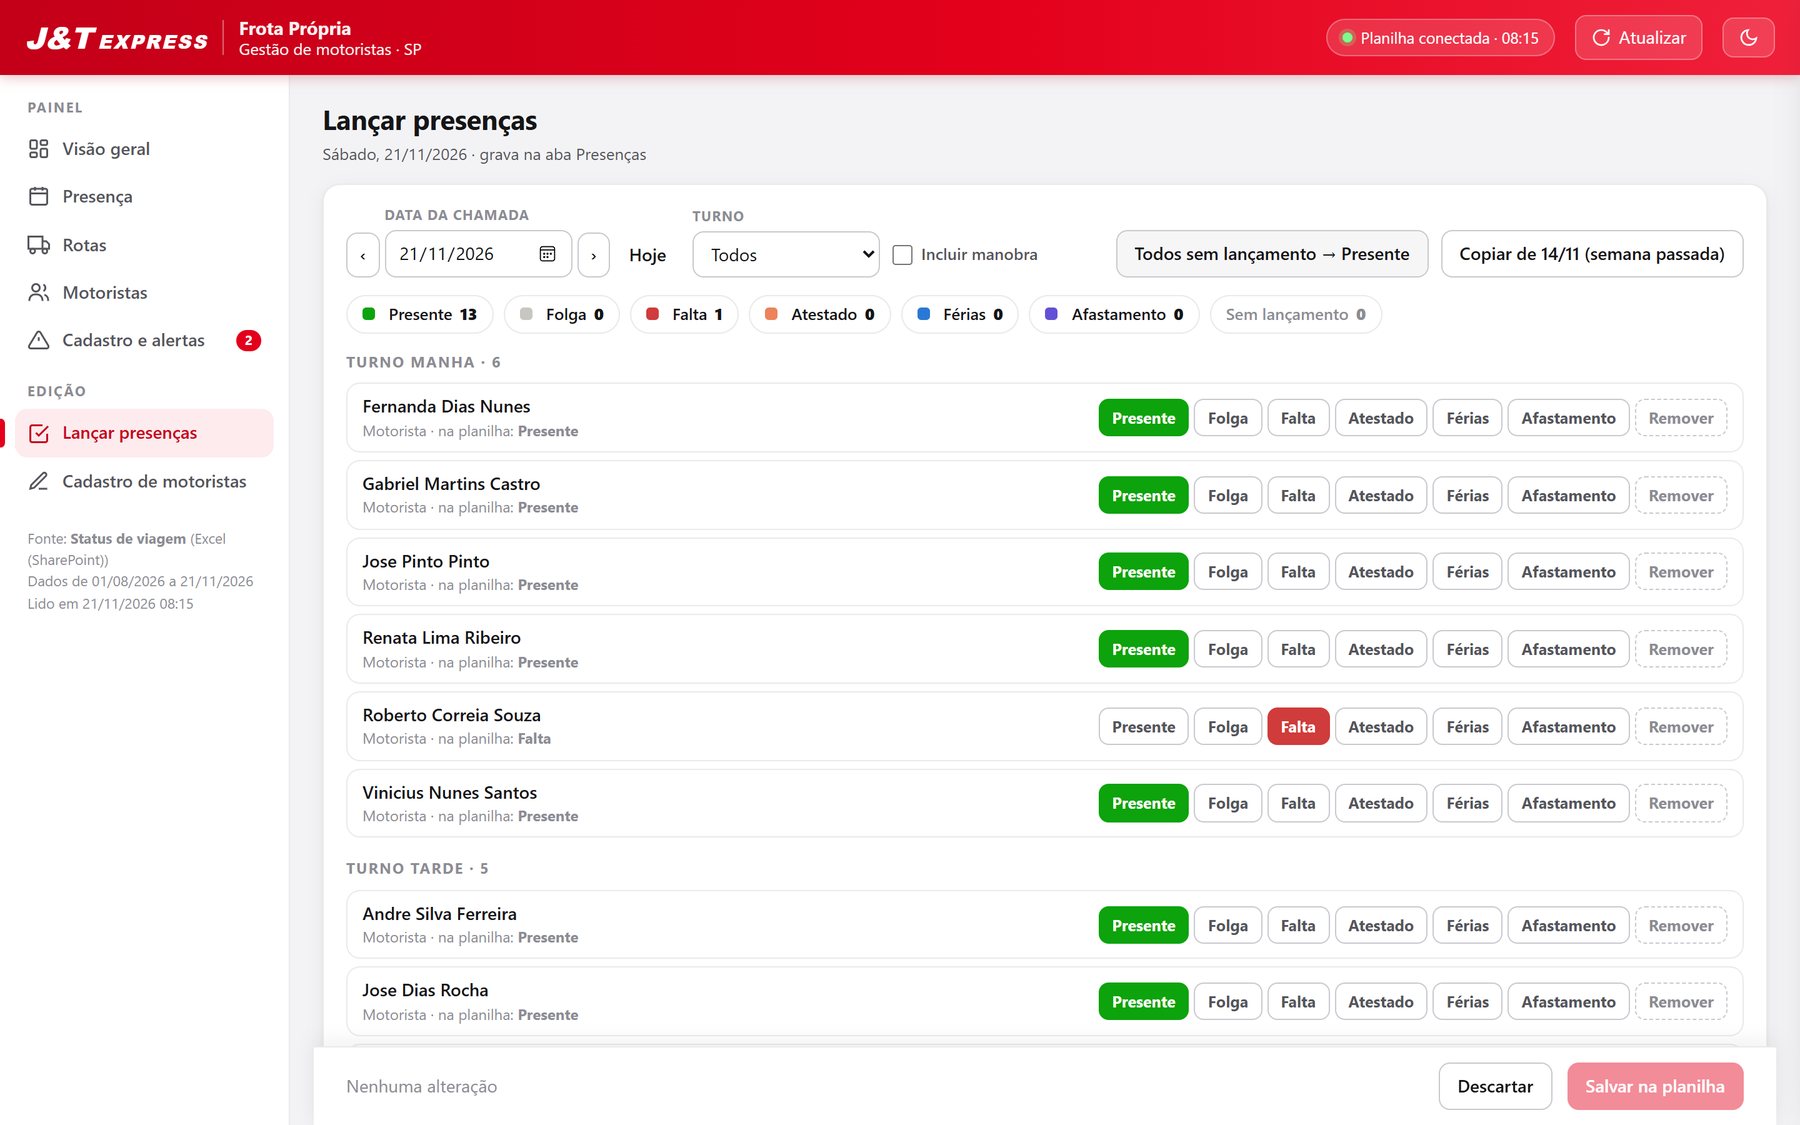 J&T EXPRESS
Frota Própria
Gestão de motoristas · SP
Planilha conectada · 08:15
Atualizar
PAINEL
Visão geral
Presença
Rotas
Motoristas
Cadastro e alertas 2
EDIÇÃO
Lançar presenças
Cadastro de motoristas
Fonte: Status de viagem (Excel
(SharePoint))
Dados de 01/08/2026 a 21/11/2026
Lido em 21/11/2026 08:15
Lançar presenças
Sábado, 21/11/2026 · grava na aba Presenças
DATA DA CHAMADA
TURNO
‹ 21/11/2026 › Hoje Todos Incluir manobra Todos sem lançamento → Presente Copiar de 14/11 (semana passada)
Presente 13 Folga 0 Falta 1 Atestado 0 Férias 0 Afastamento 0 Sem lançamento 0
TURNO MANHA · 6
Fernanda Dias Nunes
Motorista · na planilha: Presente
Presente Folga Falta Atestado Férias Afastamento Remover
Gabriel Martins Castro
Motorista · na planilha: Presente
Presente Folga Falta Atestado Férias Afastamento Remover
Jose Pinto Pinto
Motorista · na planilha: Presente
Presente Folga Falta Atestado Férias Afastamento Remover
Renata Lima Ribeiro
Motorista · na planilha: Presente
Presente Folga Falta Atestado Férias Afastamento Remover
Roberto Correia Souza
Motorista · na planilha: Falta
Presente Folga Falta Atestado Férias Afastamento Remover
Vinicius Nunes Santos
Motorista · na planilha: Presente
Presente Folga Falta Atestado Férias Afastamento Remover
TURNO TARDE · 5
Andre Silva Ferreira
Motorista · na planilha: Presente
Presente Folga Falta Atestado Férias Afastamento Remover
Jose Dias Rocha
Motorista · na planilha: Presente
Presente Folga Falta Atestado Férias Afastamento Remover
Nenhuma alteração
Descartar
Salvar na planilha